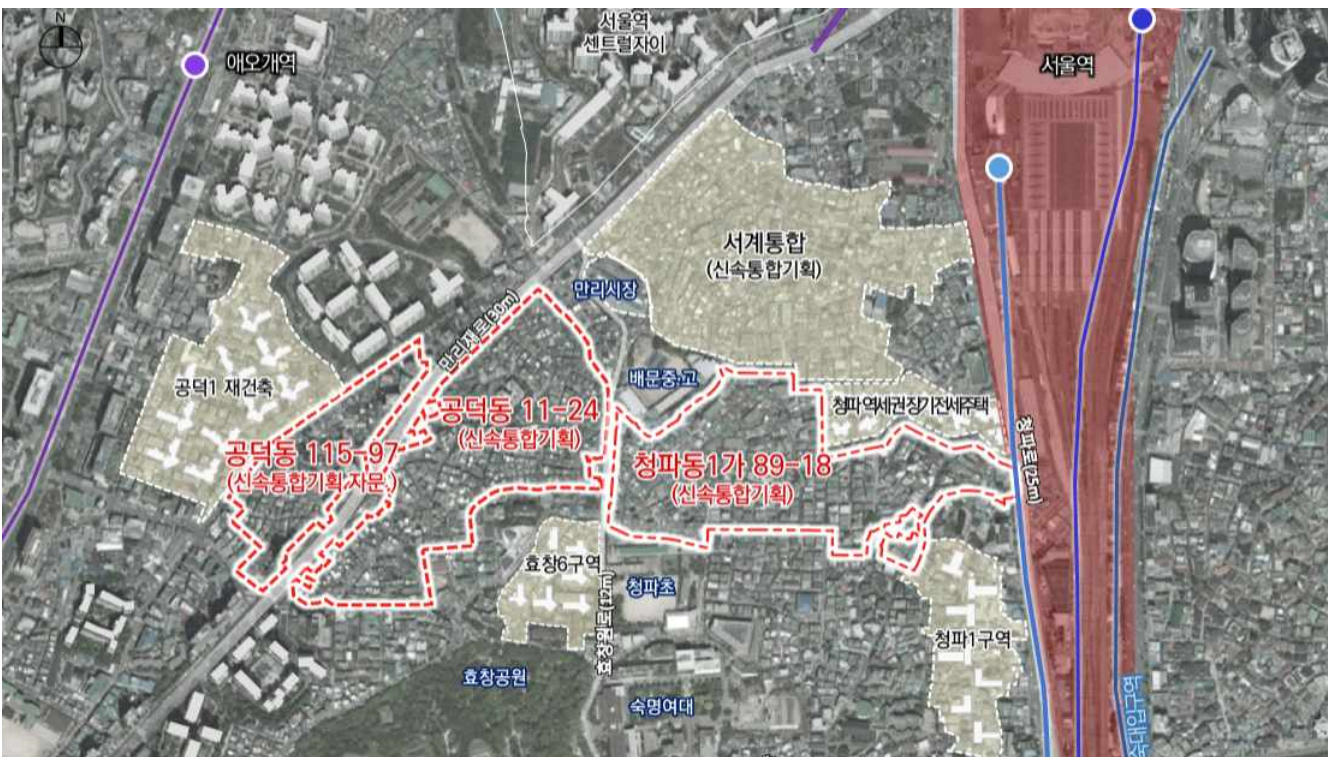 N
애오개역
서울역
센트럴자이
서울역
서계통합
(신속통합기획)
만리시장
만리재로(30m)
공덕1 재건축
배문중·고
청파역세권 장기전세주택
공덕동 11-24
(신속통합기획)
공덕동 115-97
(신속통합기획 자문)
청파동1가 89-18
(신속통합기획)
청파로(25m)
효창6구역
청파초
효창원로(12m)
청파1구역
효창공원
숙명여대